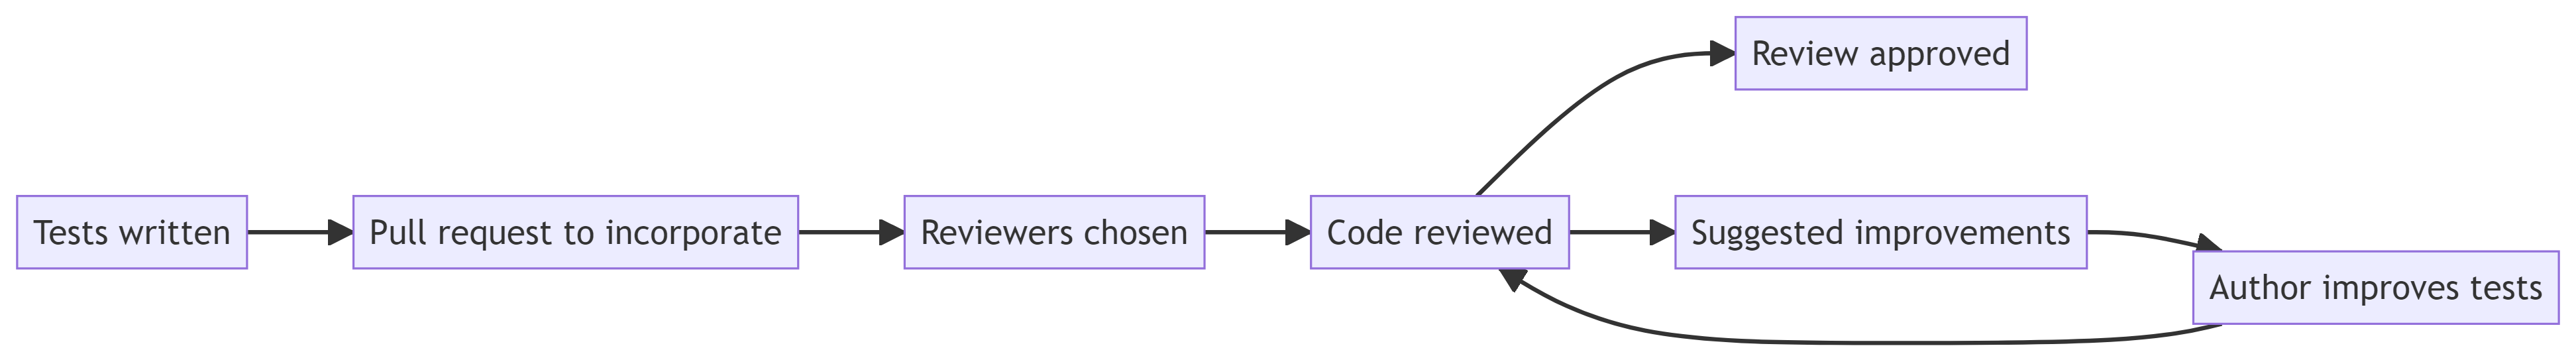 Review approved
Tests written
Pull request to incorporate
Reviewers chosen
Code reviewed
Suggested improvements
Author improves tests